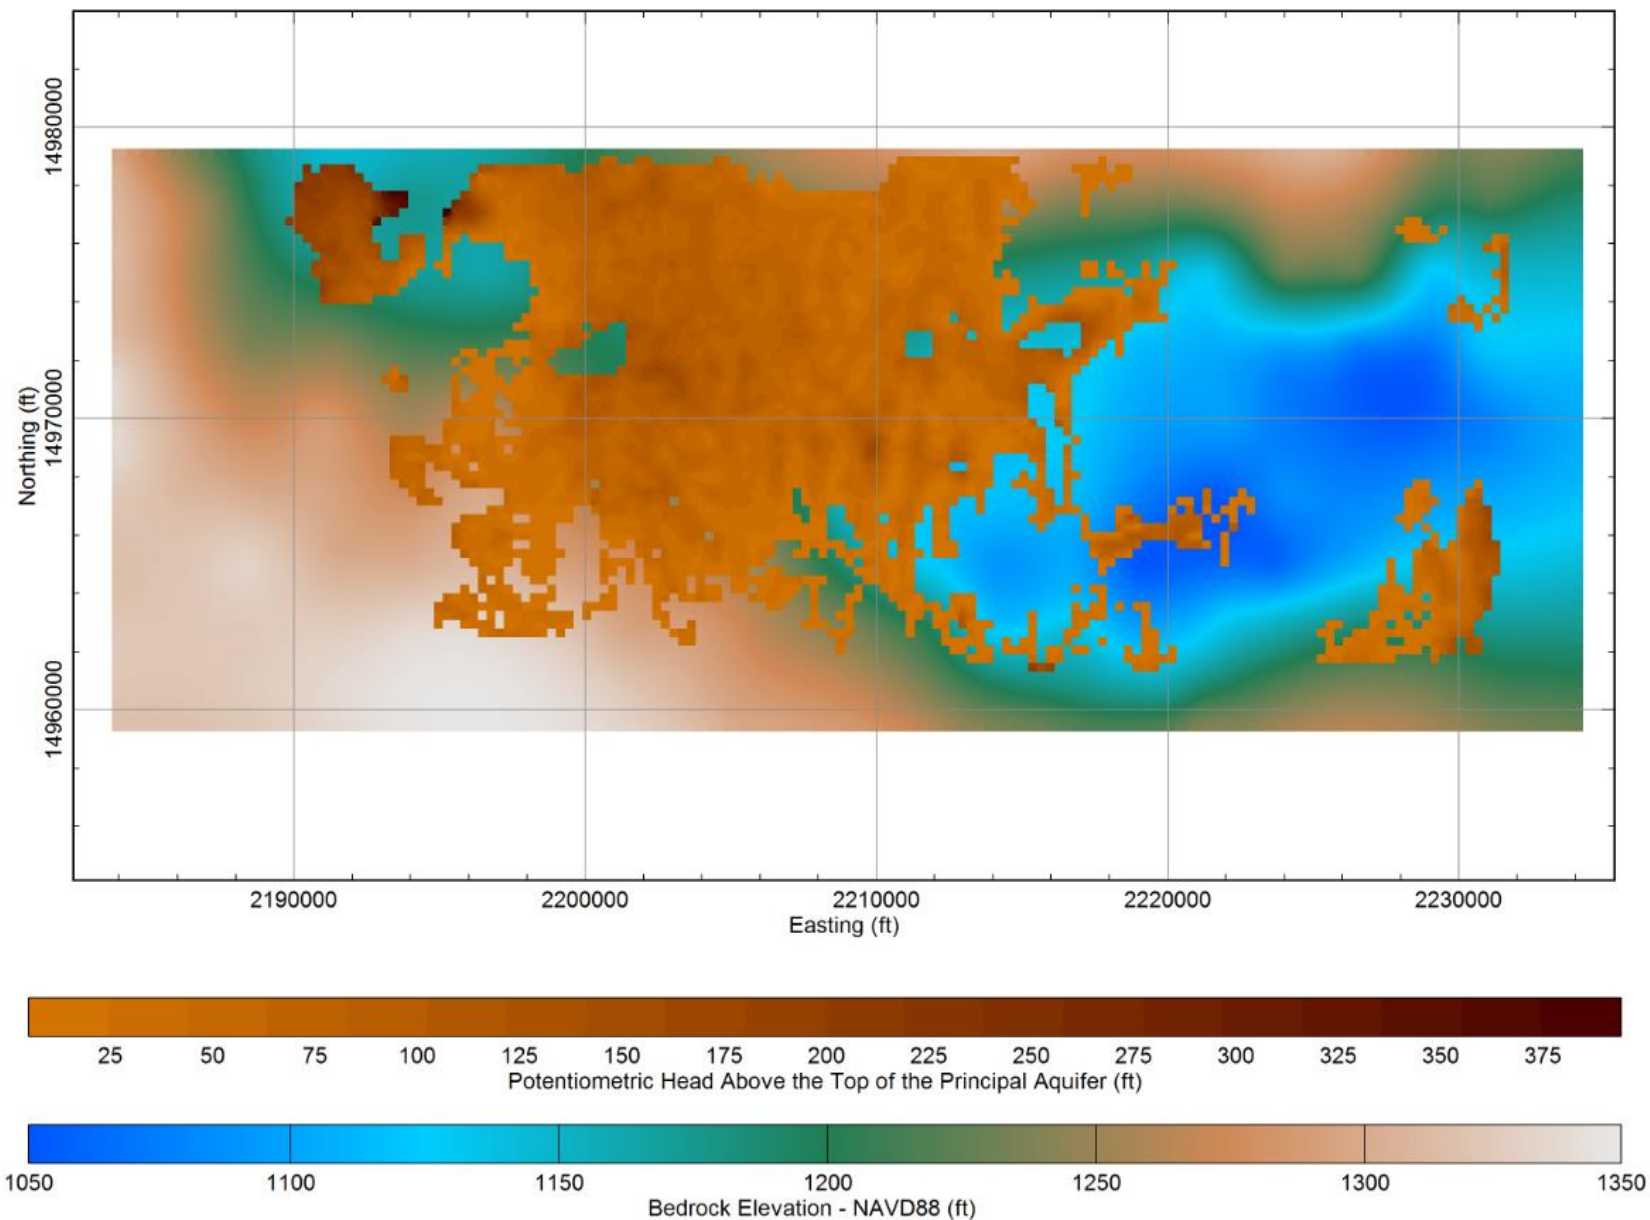 14980000
14970000
14960000
Northing (ft)
2190000 2200000 2210000 2220000 2230000
Easting (ft)
25 50 75 100 125 150 175 200 225 250 275 300 325 350 375
Potentiometric Head Above the Top of the Principal Aquifer (ft)
1050 1100 1150 1200 1250 1300 1350
Bedrock Elevation - NAVD88 (ft)